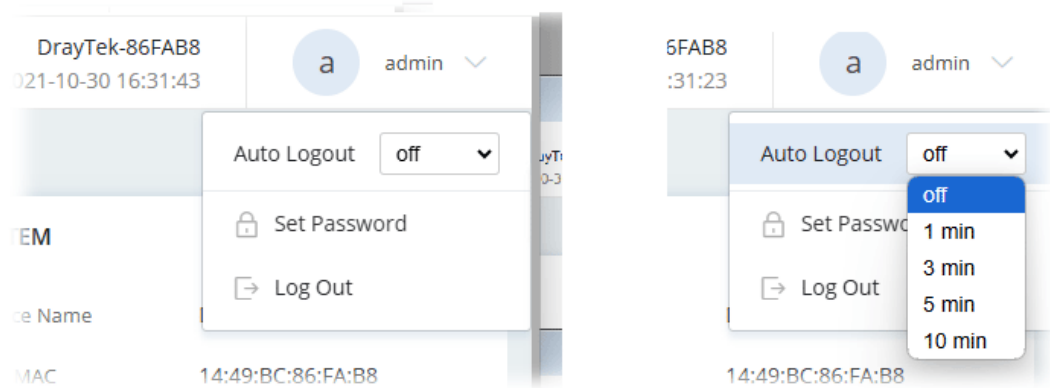 DrayTek-86FAB8
021-10-30 16:31:43
a
admin
Auto Logout off
Set Password
Log Out
TEM
ce Name
MAC
14:49:BC:86:FA:B8
6FAB8
:31:23
a
admin
Auto Logout off
off
1 min
3 min
5 min
10 min
Set Passwo
Log Out
14:49:BC:86:FA:B8